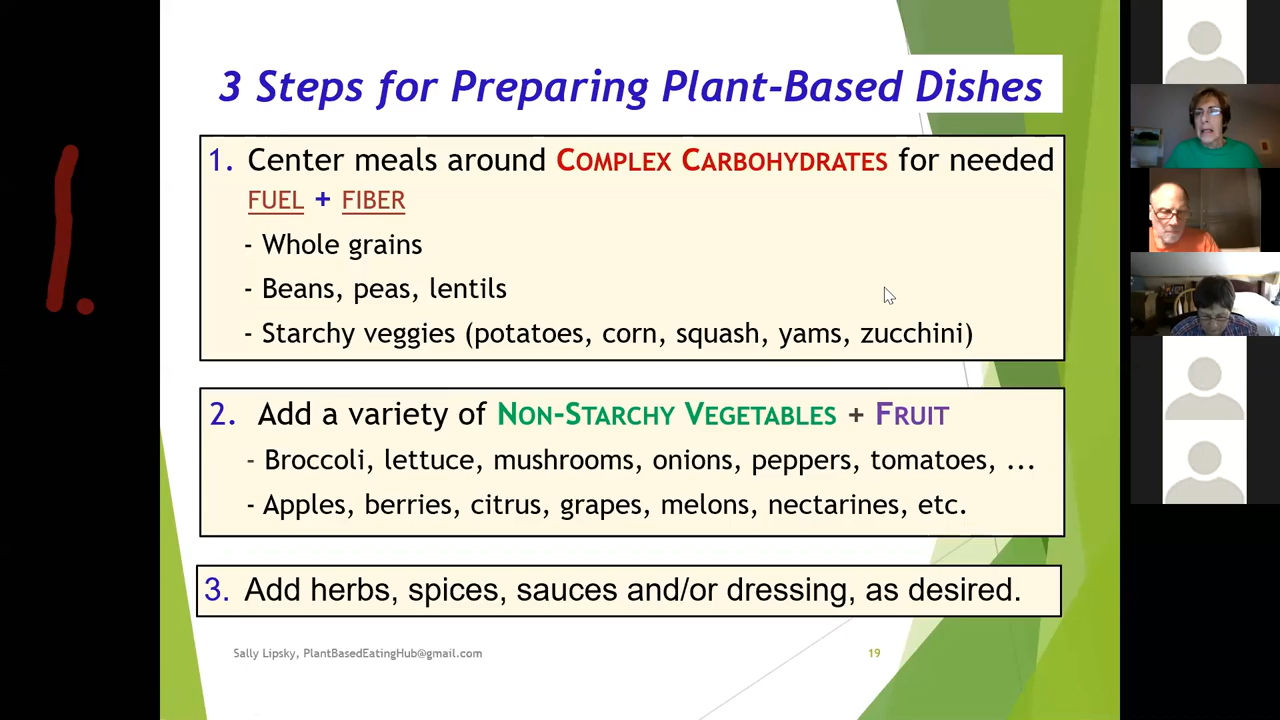 1.
3 Steps for Preparing Plant-Based Dishes
1. Center meals around COMPLEX CARBOHYDRATES for needed
FUEL + FIBER
- Whole grains
- Beans, peas, lentils
- Starchy veggies (potatoes, corn, squash, yams, zucchini)
2. Add a variety of NON-STARCHY VEGETABLES + FRUIT
- Broccoli, lettuce, mushrooms, onions, peppers, tomatoes, ...
- Apples, berries, citrus, grapes, melons, nectarines, etc.
3. Add herbs, spices, sauces and/or dressing, as desired.
Sally Lipsky, PlantBasedEatingHub@gmail.com
19